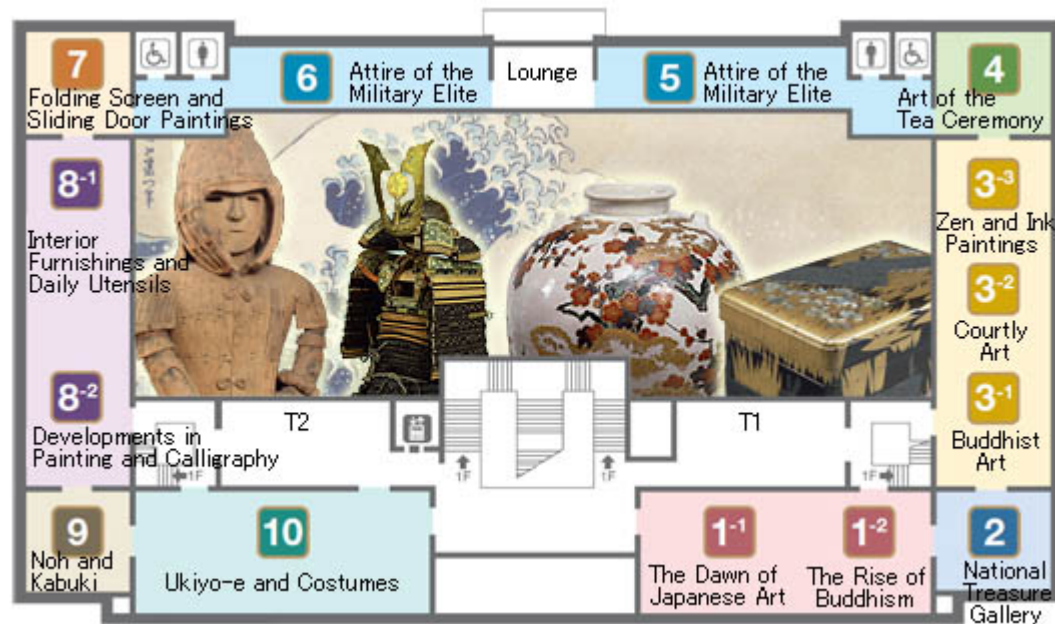 7
Folding Screen and
Sliding Door Paintings
6
Attire of the
Military Elite
Lounge
5
Attire of the
Military Elite
4
Art of the
Tea Ceremony
8-1
Interior
Furnishings and
Daily Utensils
3-3
Zen and Ink
Paintings
3-2
Courtly
Art
8-2
Developments in
Painting and Calligraphy
T2
T1
3-1
Buddhist
Art
←1F
↑
1F
↑
1F
1F→
9
Noh and
Kabuki
10
Ukiyo-e and Costumes
1-1
The Dawn of
Japanese Art
1-2
The Rise of
Buddhism
2
National
Treasure
Gallery